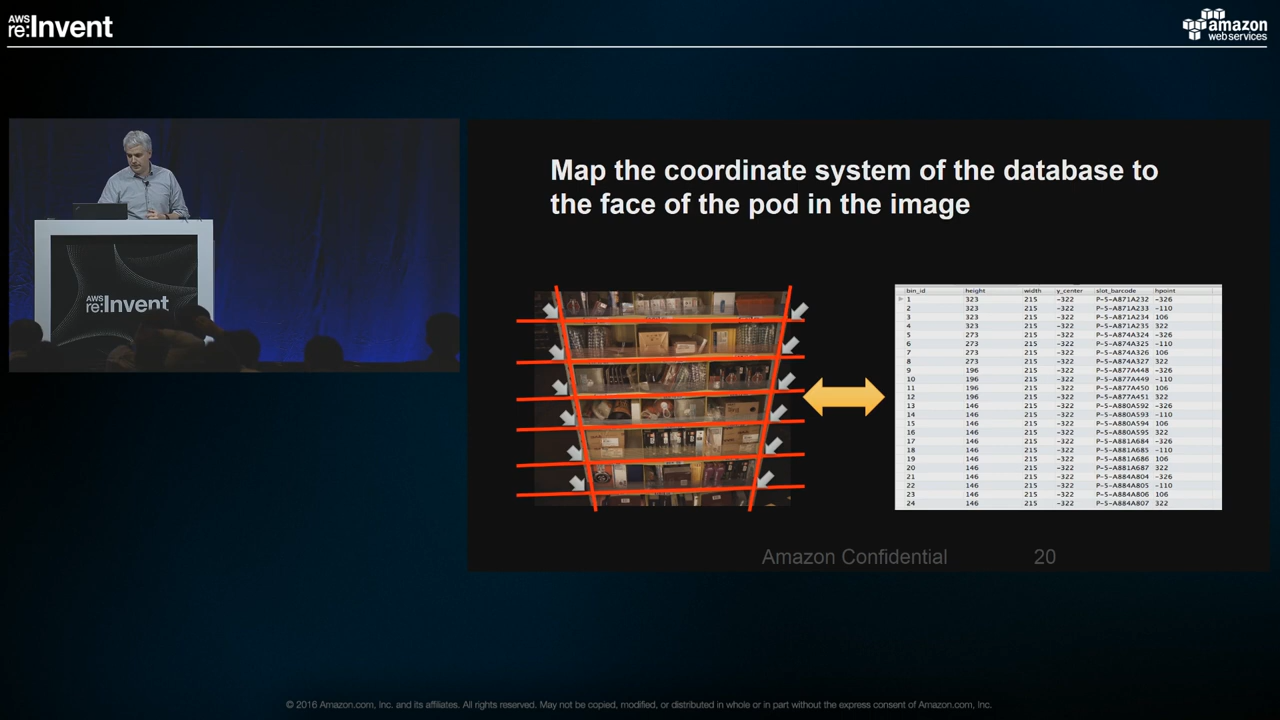 AWS
re:Invent
amazon
web services
Map the coordinate system of the database to
the face of the pod in the image
AWS
re:Invent
bin_id height width y_center slot_barcode hpoint
1 323 215 -322 P-5-A871A232 -326
2 323 215 -322 P-5-A871A233 -110
3 323 215 -322 P-5-A871A234 106
4 323 215 -322 P-5-A871A235 322
5 273 215 -322 P-5-A874A324 -326
6 273 215 -322 P-5-A874A325 -110
7 273 215 -322 P-5-A874A326 106
8 273 215 -322 P-5-A874A327 322
9 196 215 -322 P-5-A877A448 -326
10 196 215 -322 P-5-A877A449 -110
11 196 215 -322 P-5-A877A450 106
12 196 215 -322 P-5-A877A451 322
13 146 215 -322 P-5-A880A592 -326
14 146 215 -322 P-5-A880A593 -110
15 146 215 -322 P-5-A880A594 106
16 146 215 -322 P-5-A880A595 322
17 146 215 -322 P-5-A881A684 -326
18 146 215 -322 P-5-A881A685 -110
19 146 215 -322 P-5-A881A686 106
20 146 215 -322 P-5-A881A687 322
21 146 215 -322 P-5-A884A804 -326
22 146 215 -322 P-5-A884A805 -110
23 146 215 -322 P-5-A884A806 106
24 146 215 -322 P-5-A884A807 322
Amazon Confidential 20
© 2016 Amazon.com, Inc. and its affiliates. All rights reserved. May not be copied, modified, or distributed in whole or in part without the express consent of Amazon.com, Inc.